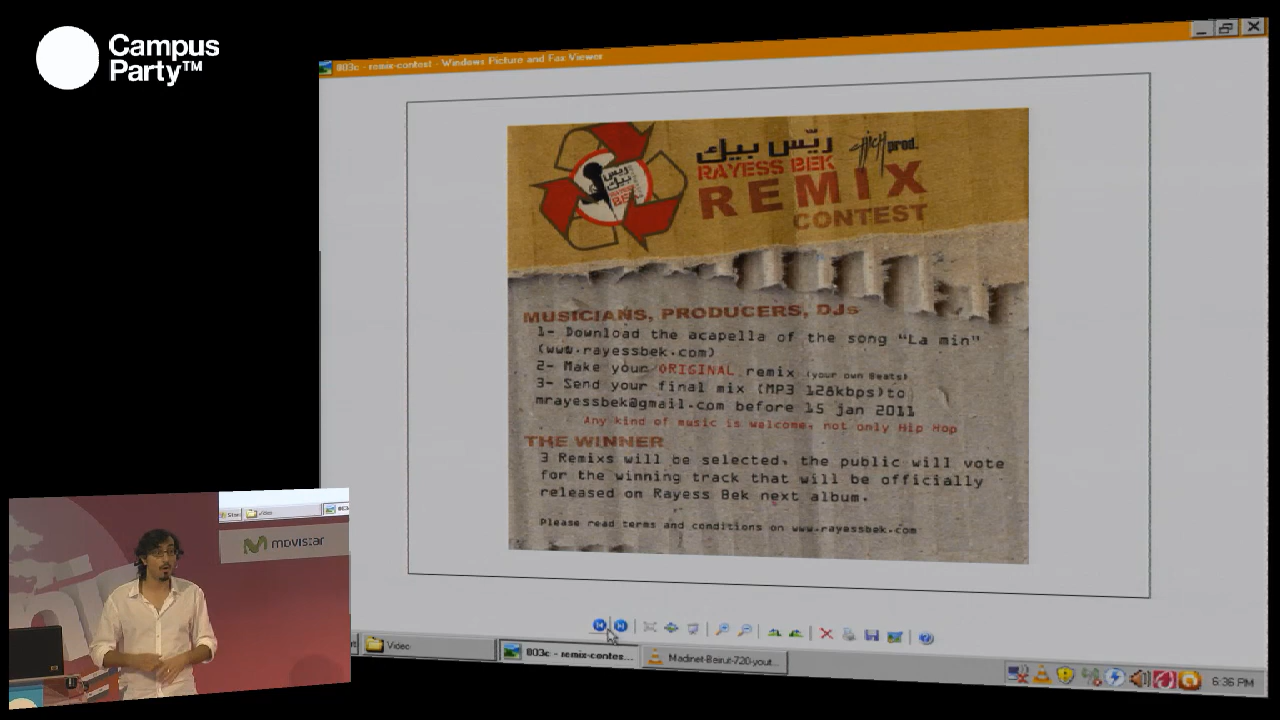 Campus
Party™
803c - remix-contest - Windows Picture and Fax Viewer
ريّس بيك
prod.
RAYESS BEK
REMIX
CONTEST
ريّس
بيك
MUSICIANS, PRODUCERS, DJs
1- Download the acapella of the song “La min”
(www.rayessbek.com)
2- Make your ORIGINAL remix (your own Beats)
3- Send your final mix (MP3 128kbps)to
mrayessbek@gmail.com before 15 jan 2011
Any kind of music is welcome, not only Hip Hop
THE WINNER
3 Remixs will be selected, the public will vote
for the winning track that will be officially
released on Rayess Bek next album.
Please read terms and conditions on www.rayessbek.com
Video
803c - remix-contes...
Madinet-Beirut-720-yout...
6:36 PM
Video
movistar